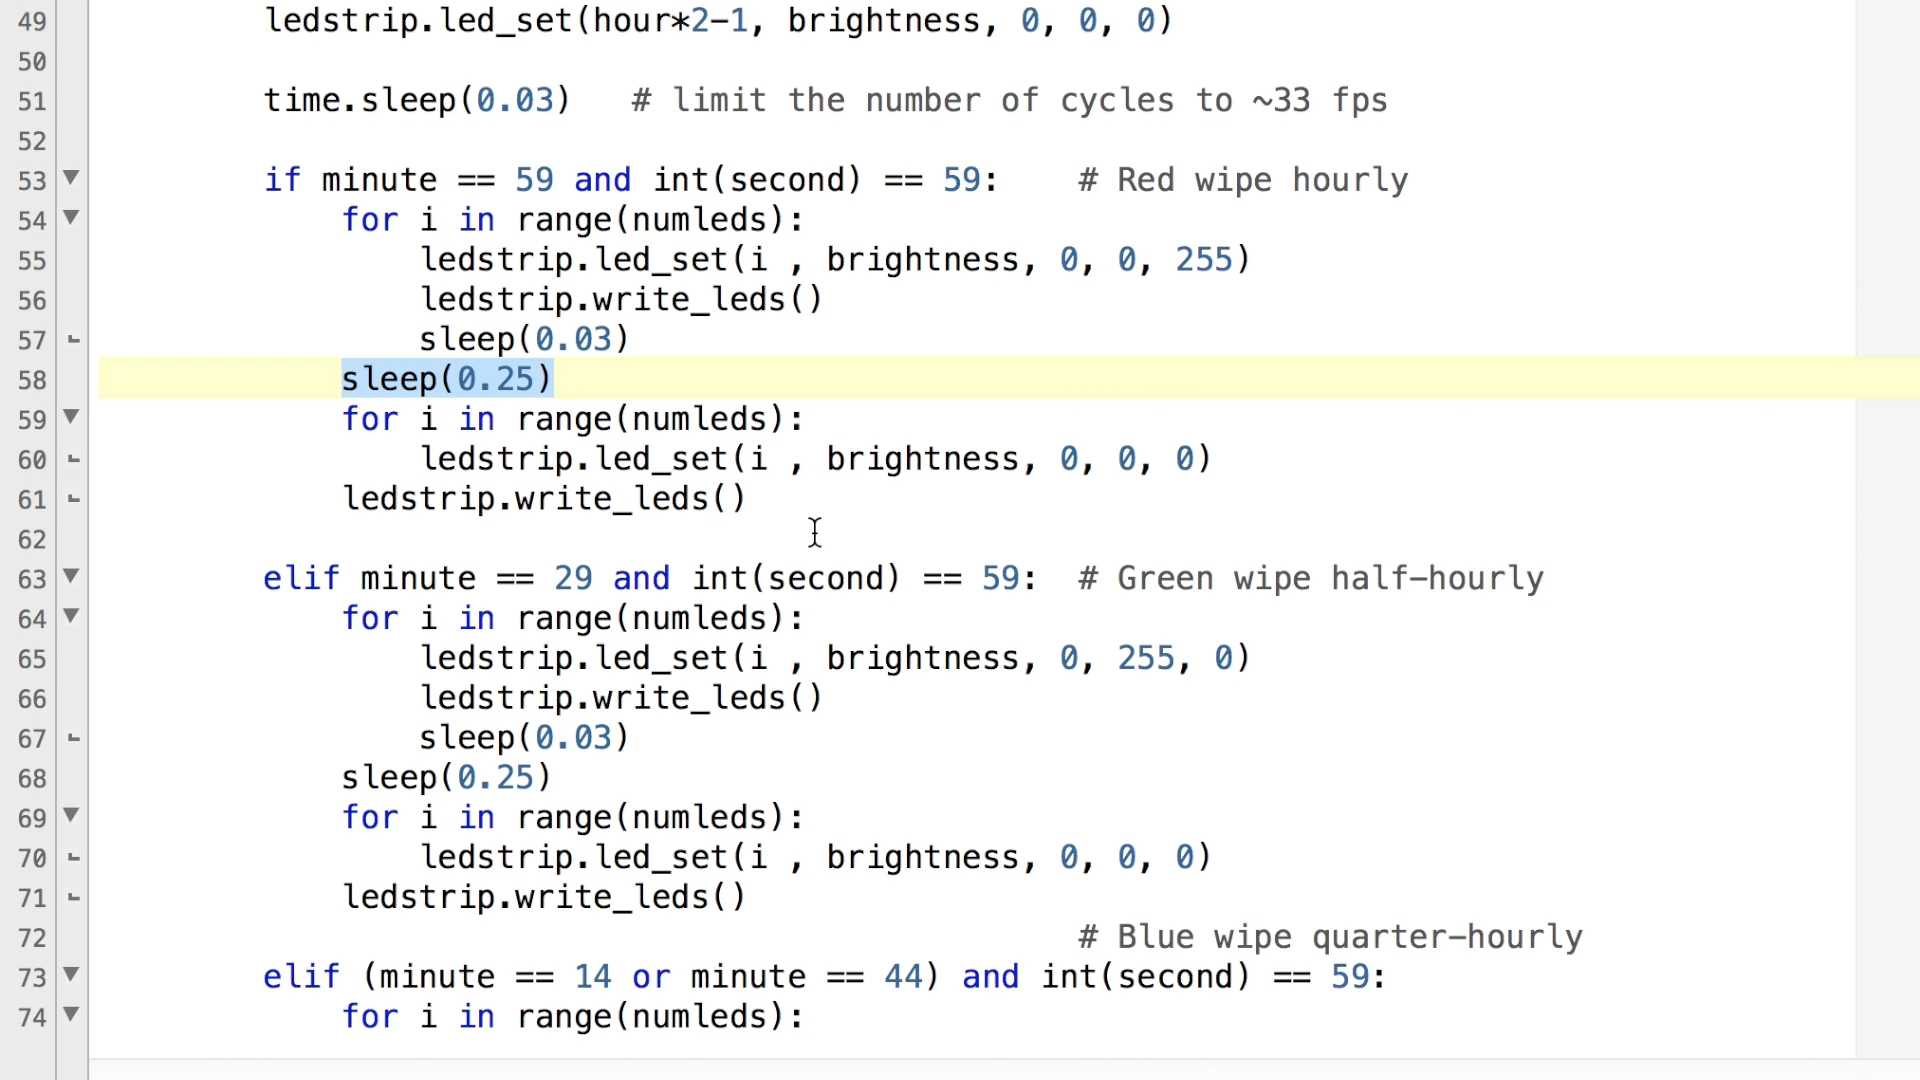 49 ledstrip.led_set(hour*2-1, brightness, 0, 0, 0)
50
51 time.sleep(0.03) # limit the number of cycles to ~33 fps
52
53 if minute == 59 and int(second) == 59: # Red wipe hourly
54 for i in range(numleds):
55 ledstrip.led_set(i , brightness, 0, 0, 255)
56 ledstrip.write_leds()
57 sleep(0.03)
58 sleep(0.25)
59 for i in range(numleds):
60 ledstrip.led_set(i , brightness, 0, 0, 0)
61 ledstrip.write_leds()
62
63 elif minute == 29 and int(second) == 59: # Green wipe half-hourly
64 for i in range(numleds):
65 ledstrip.led_set(i , brightness, 0, 255, 0)
66 ledstrip.write_leds()
67 sleep(0.03)
68 sleep(0.25)
69 for i in range(numleds):
70 ledstrip.led_set(i , brightness, 0, 0, 0)
71 ledstrip.write_leds()
72 # Blue wipe quarter-hourly
73 elif (minute == 14 or minute == 44) and int(second) == 59:
74 for i in range(numleds):